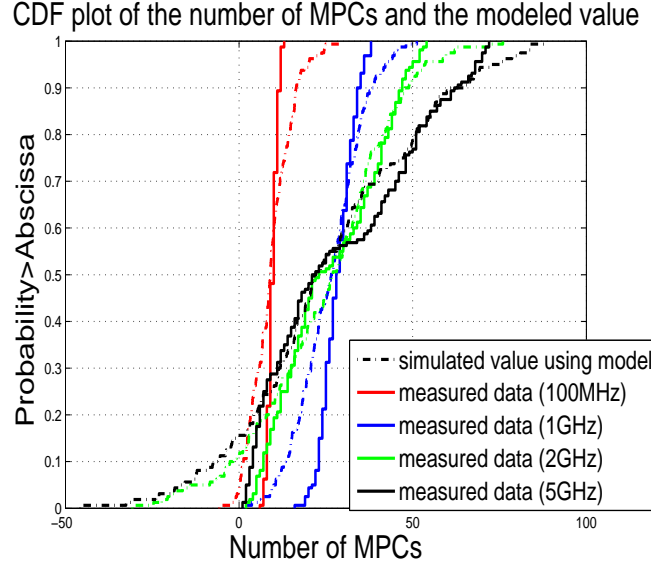 CDF plot of the number of MPCs and the modeled value
Probability>Abscissa
1
0.9
0.8
0.7
0.6
0.5
0.4
0.3
0.2
0.1
0
−50
0
50
100
Number of MPCs
simulated value using model
measured data (100MHz)
measured data (1GHz)
measured data (2GHz)
measured data (5GHz)